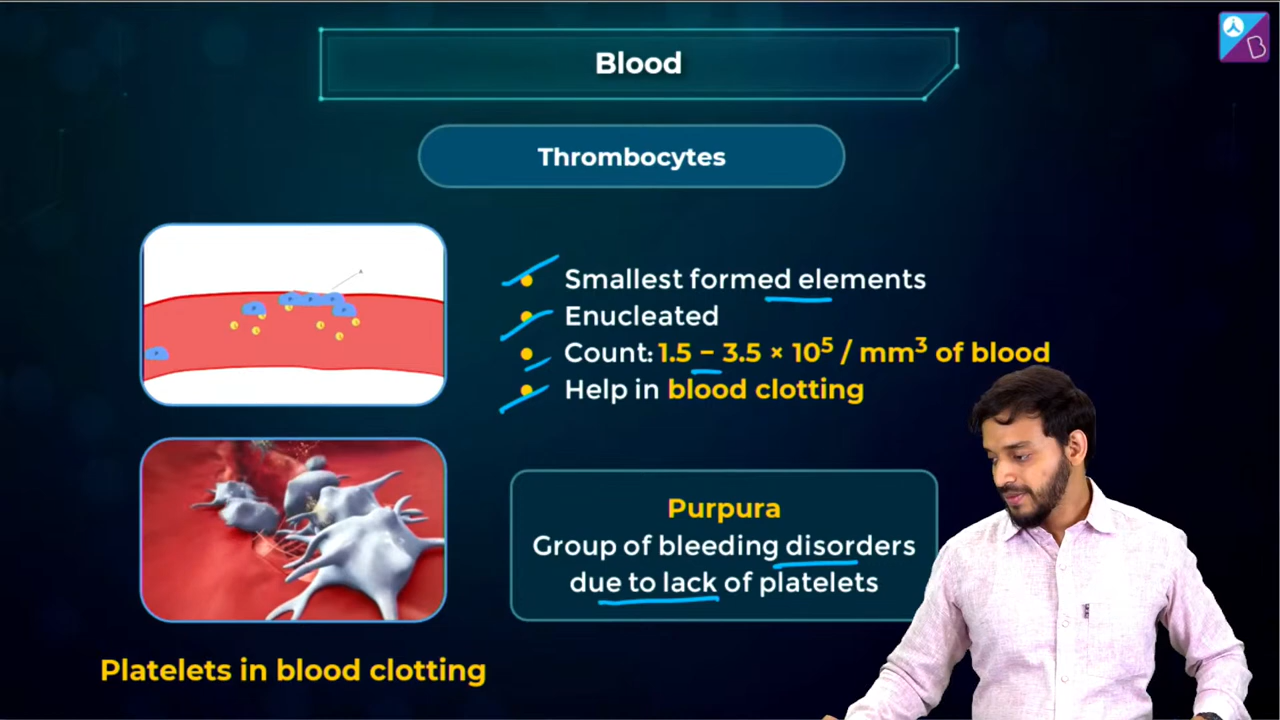 Blood
Thrombocytes
Smallest formed elements
Enucleated
Count: 1.5 – 3.5 × 10⁵ / mm³ of blood
Help in blood clotting
Purpura
Group of bleeding disorders
due to lack of platelets
Platelets in blood clotting
B